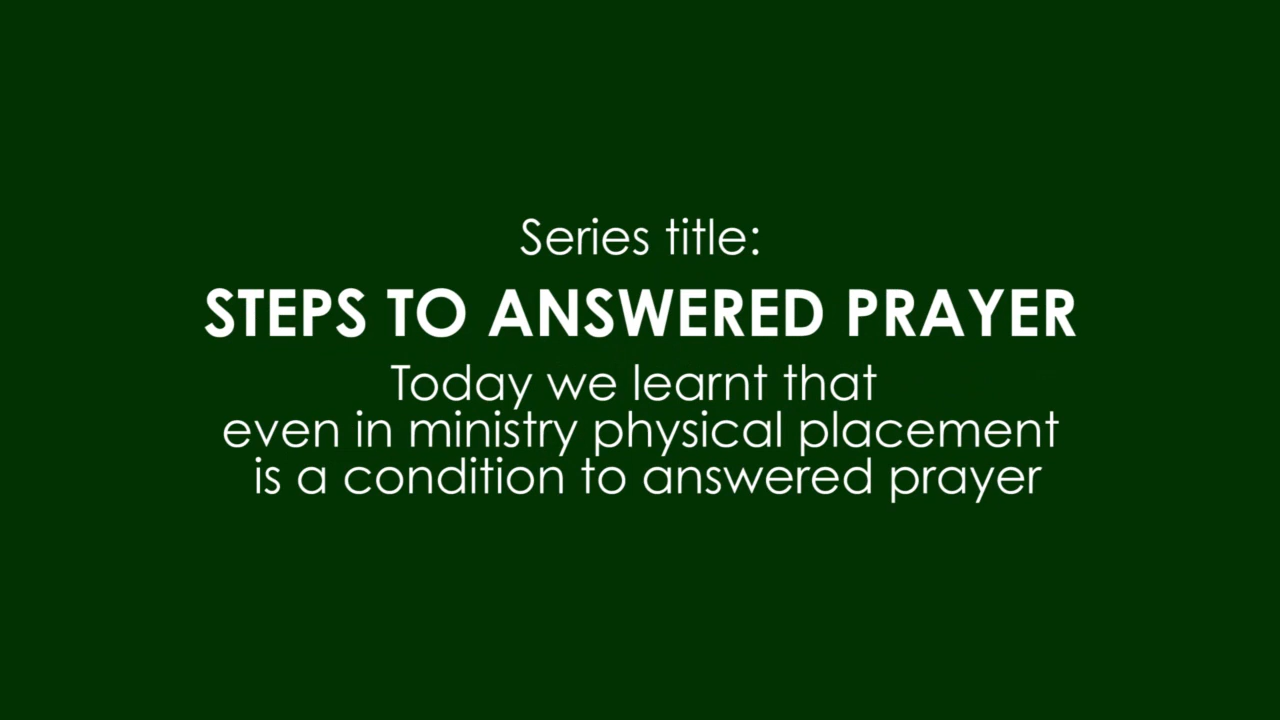 Series title:
STEPS TO ANSWERED PRAYER
Today we learnt that
even in ministry physical placement
is a condition to answered prayer